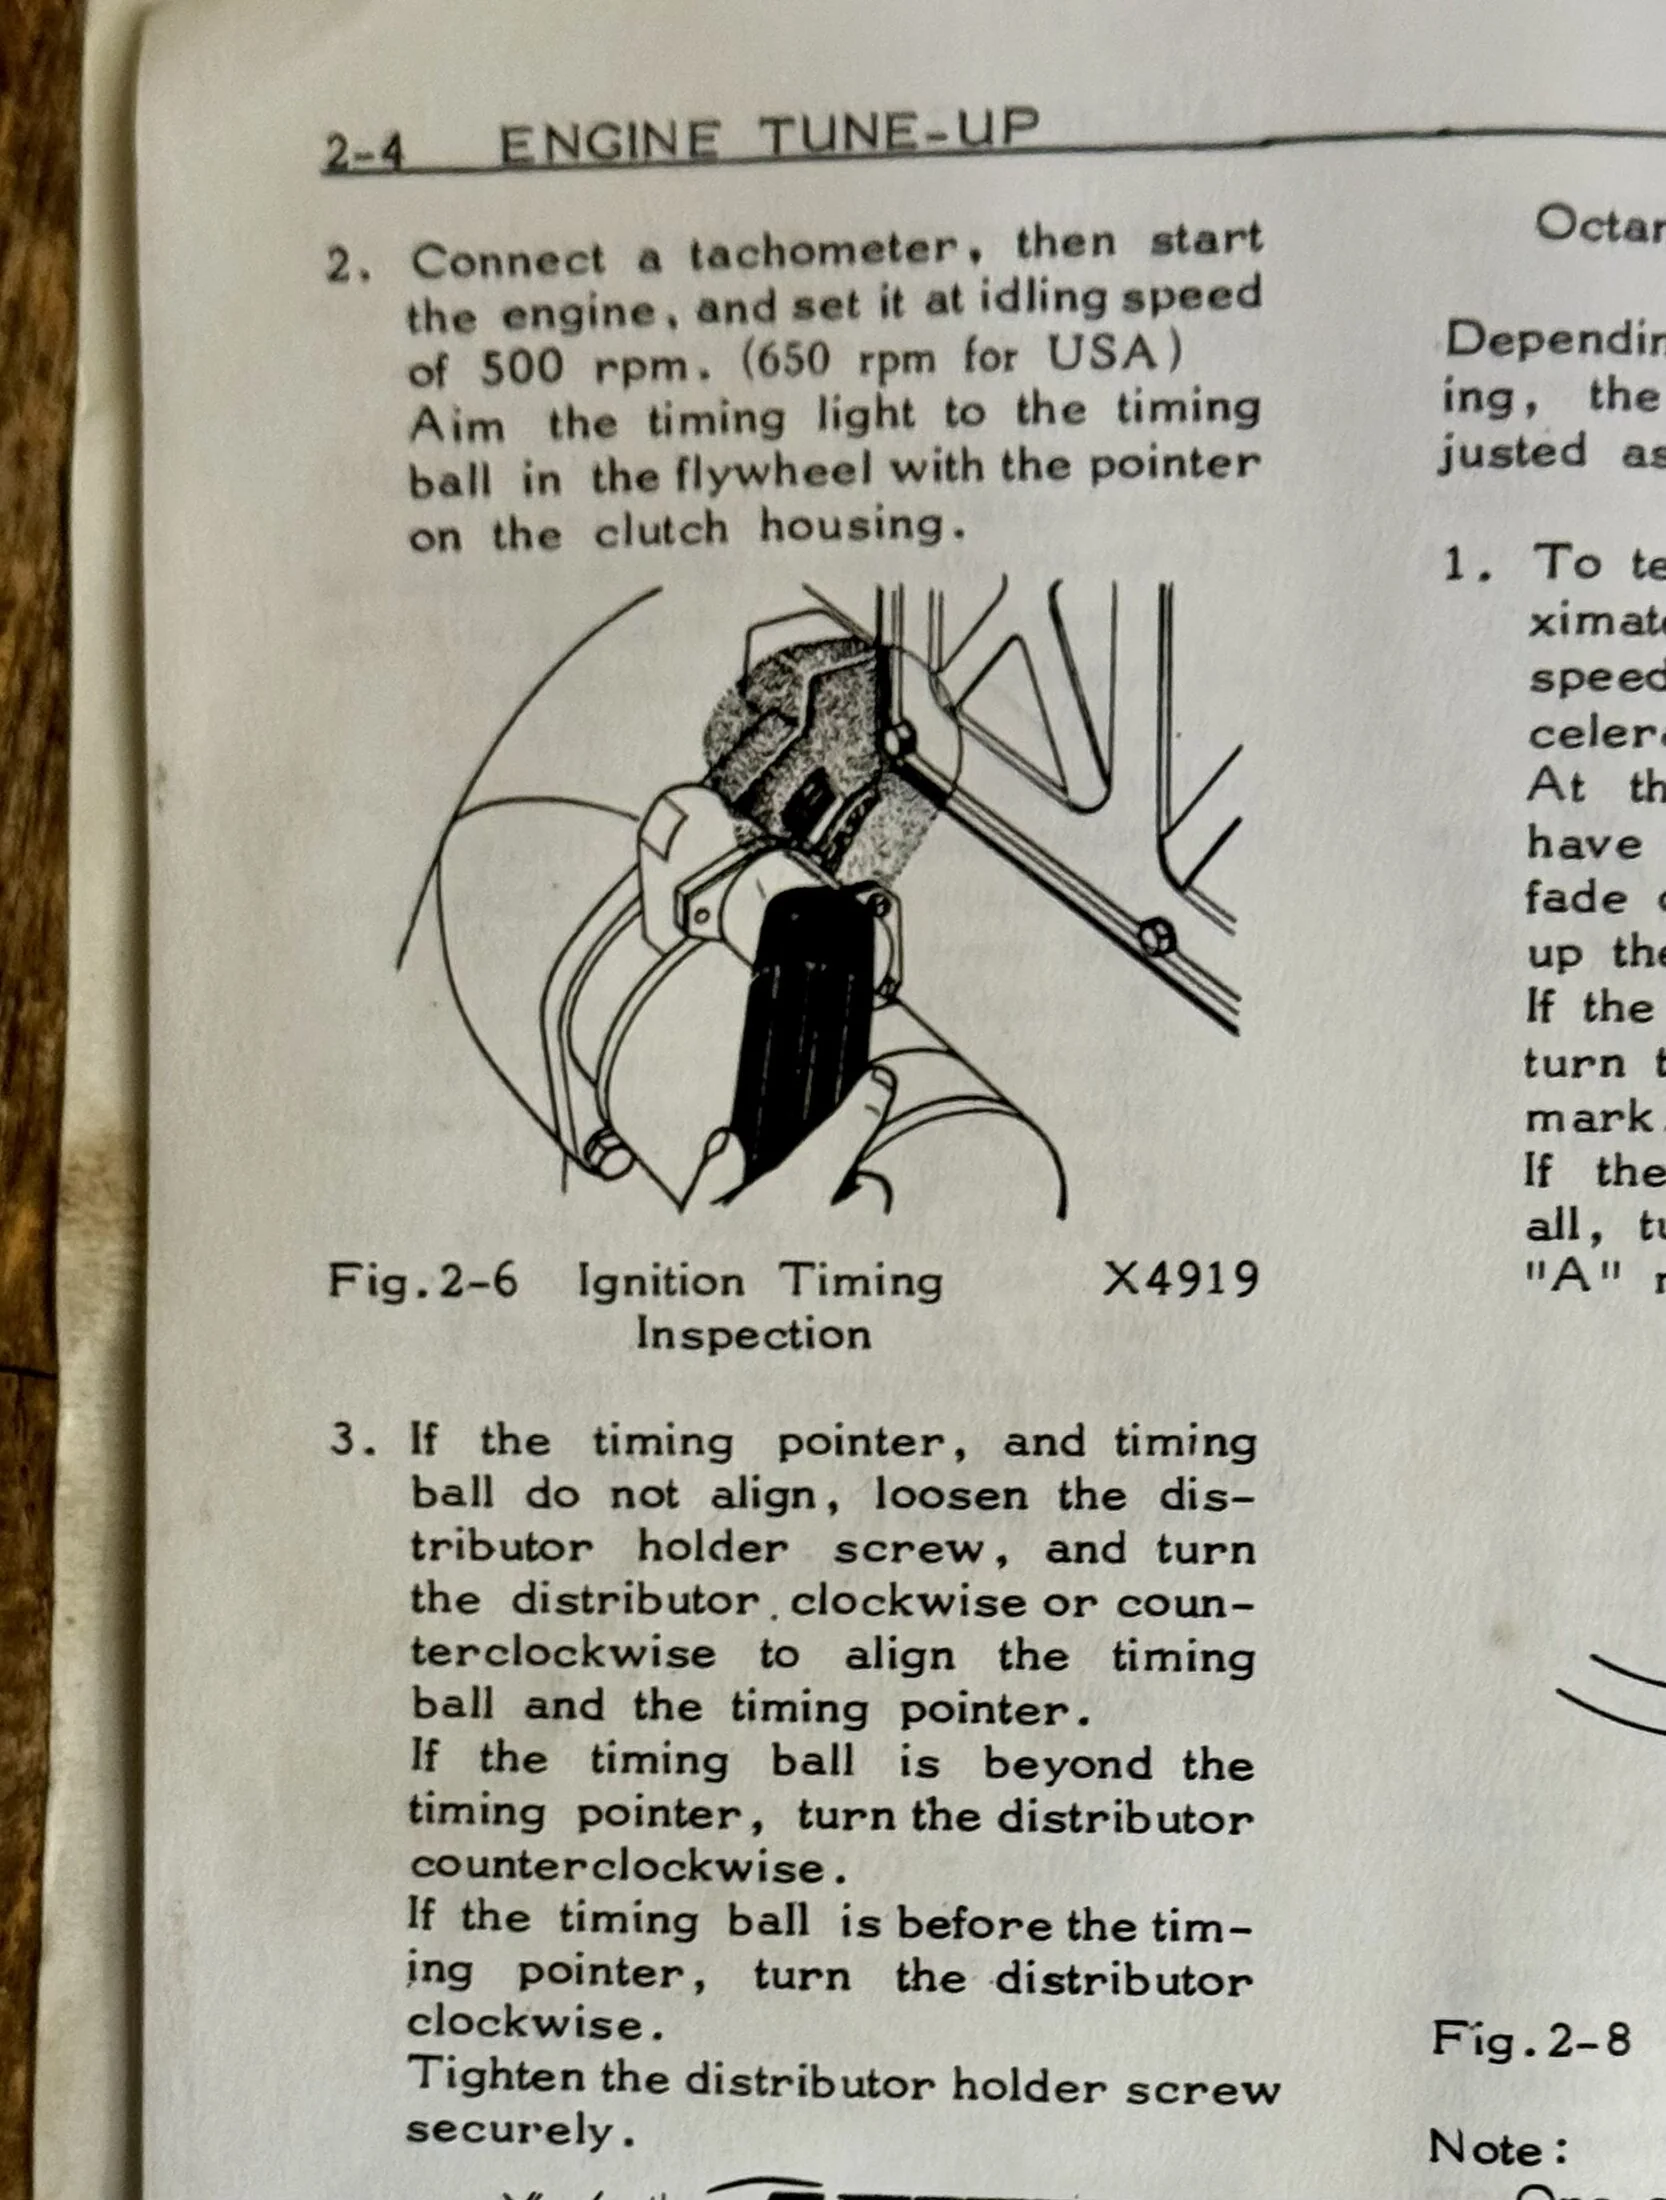 2-4 ENGINE TUNE-UP
2. Connect a tachometer, then start
the engine, and set it at idling speed
of 500 rpm. (650 rpm for USA)
Aim the timing light to the timing
ball in the flywheel with the pointer
on the clutch housing.
Fig.2-6 Ignition Timing X4919
Inspection
3. If the timing pointer, and timing
ball do not align, loosen the dis-
tributor holder screw, and turn
the distributor clockwise or coun-
terclockwise to align the timing
ball and the timing pointer.
If the timing ball is beyond the
timing pointer, turn the distributor
counterclockwise.
If the timing ball is before the tim-
ing pointer, turn the distributor
clockwise.
Tighten the distributor holder screw
securely.
ing, the
justed as
1. To
speed
At
have
fade
up the
If the
turn
mark.
If the
all,
"A"
Fig.2-8
Note: